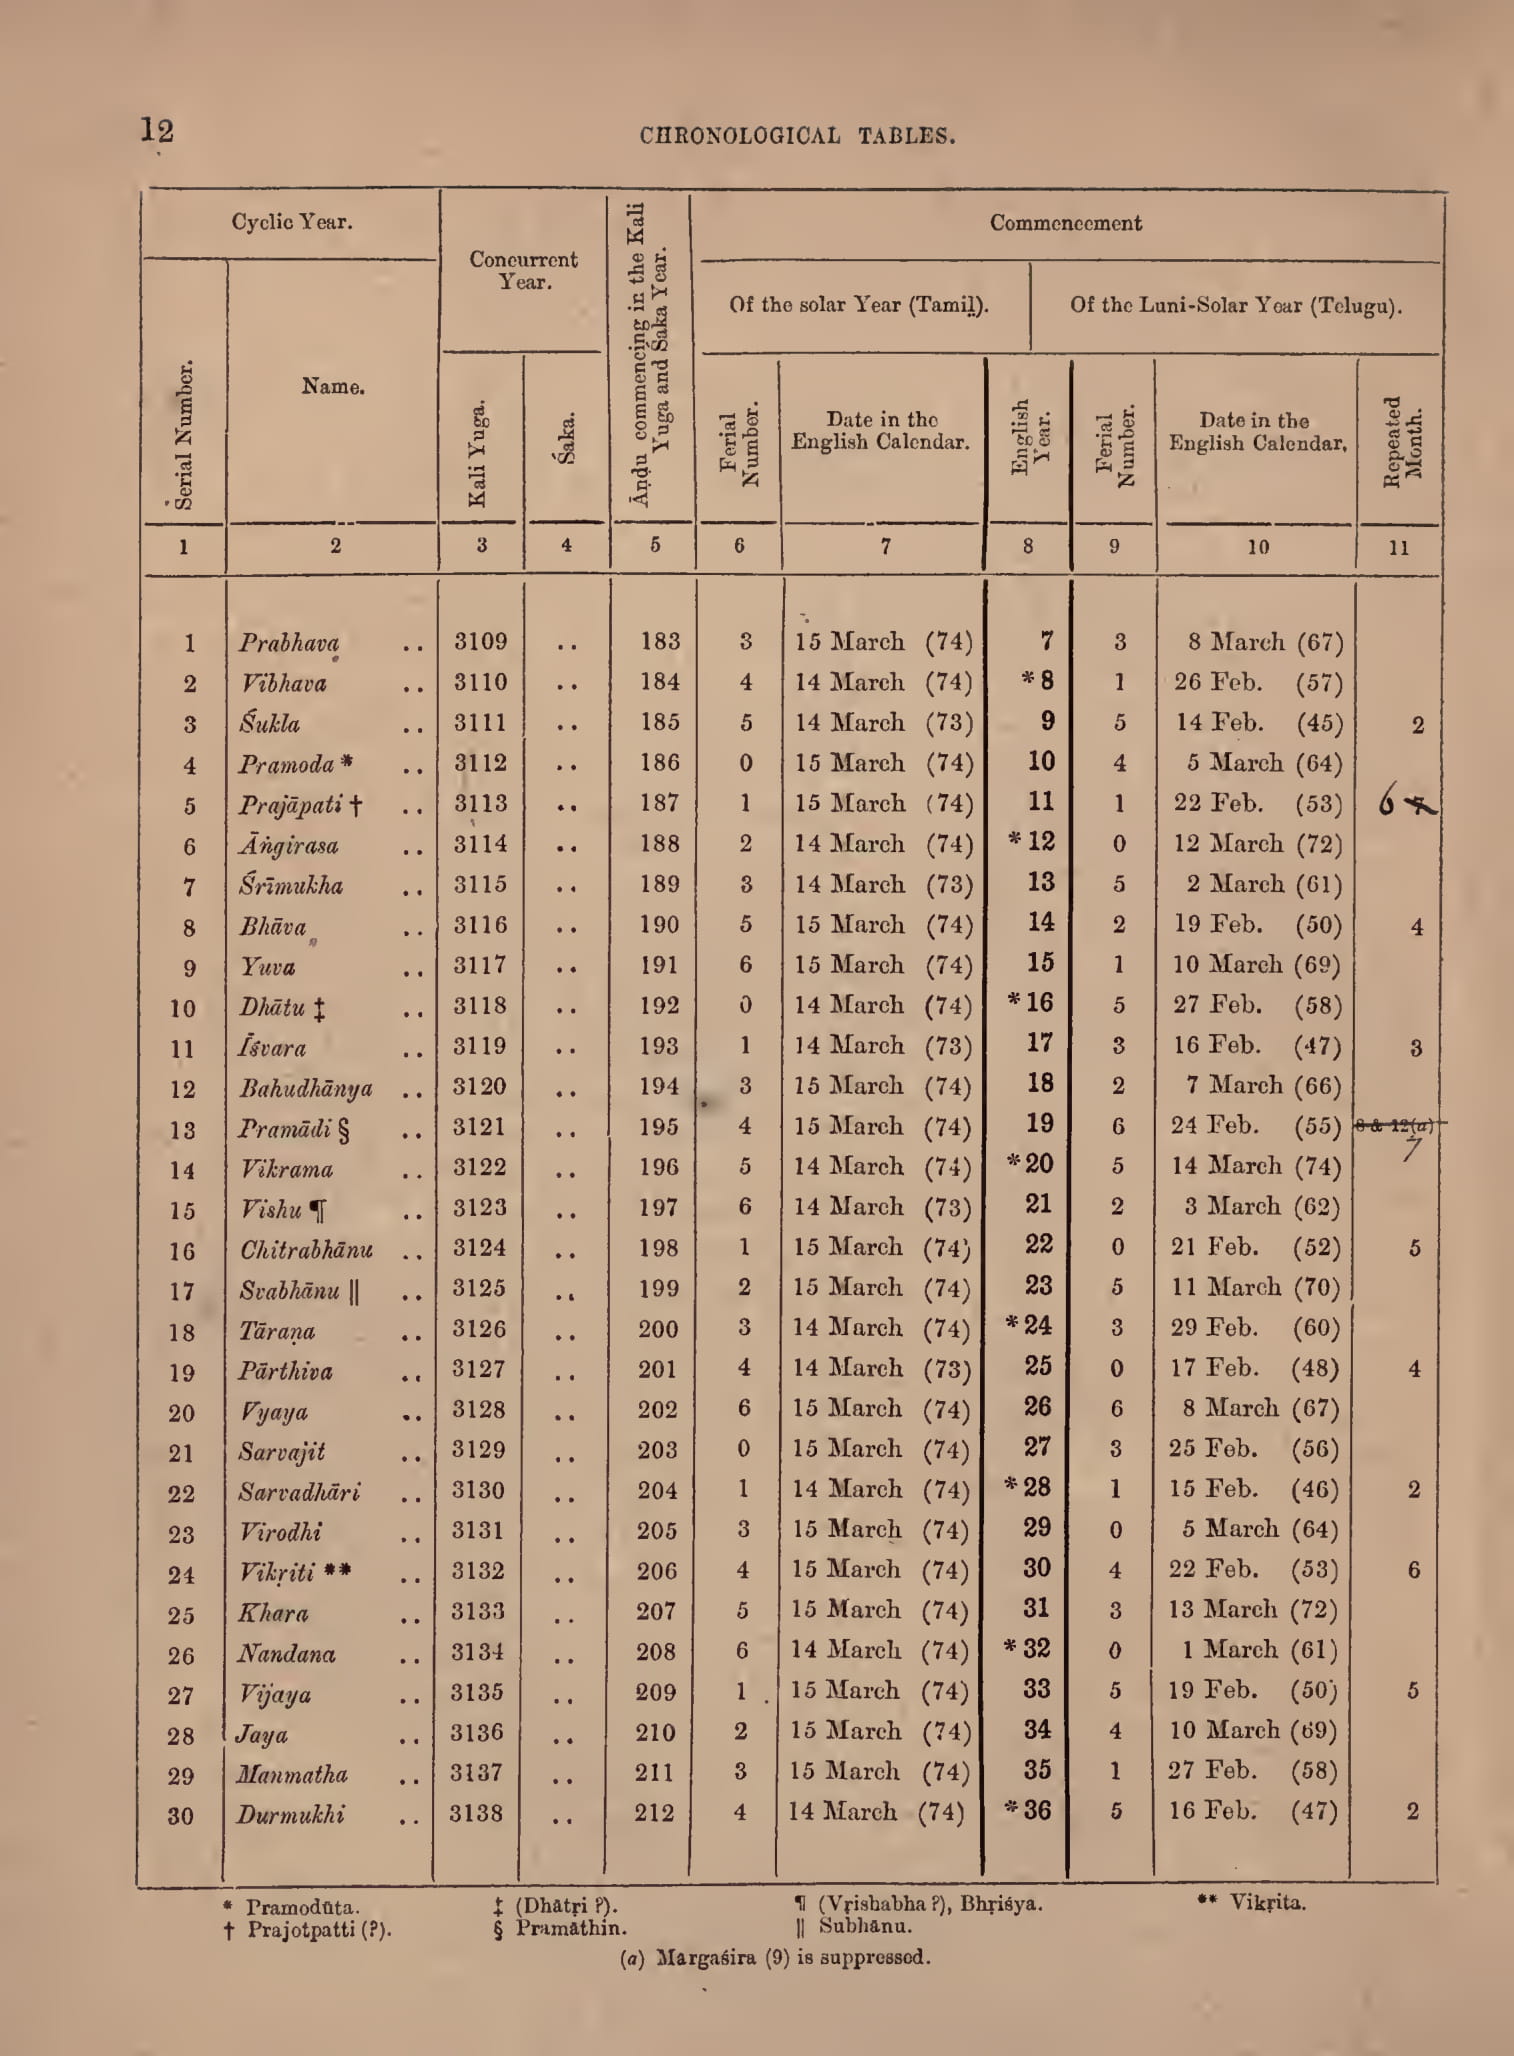 12
CHRONOLOGICAL TABLES.
Cyclic Year.
Concurrent Year.
Āṇḍu commencing in the Kali Yuga and Śaka Year.
Commencement
Of the solar Year (Tamiḻ).
Of the Luni-Solar Year (Telugu).
Serial Number.
Name.
Kali Yuga.
Śaka.
Ferial Number.
Date in the English Calendar.
English Year.
Ferial Number.
Date in the English Calendar.
Repeated Month.
1 2 3 4 5 6 7 8 9 10 11
1 Prabhava .. 3109 .. 183 3 15 March (74) 7 3 8 March (67)
2 Vibhava .. 3110 .. 184 4 14 March (74) *8 1 26 Feb. (57)
3 Śukla .. 3111 .. 185 5 14 March (73) 9 5 14 Feb. (45) 2
4 Pramoda * .. 3112 .. 186 0 15 March (74) 10 4 5 March (64)
5 Prajāpati † .. 3113 .. 187 1 15 March (74) 11 1 22 Feb. (53) 6
6 Āṅgirasa .. 3114 .. 188 2 14 March (74) *12 0 12 March (72)
7 Śrīmukha .. 3115 .. 189 3 14 March (73) 13 5 2 March (61)
8 Bhāva .. 3116 .. 190 5 15 March (74) 14 2 19 Feb. (50) 4
9 Yuva .. 3117 .. 191 6 15 March (74) 15 1 10 March (69)
10 Dhātu ‡ .. 3118 .. 192 0 14 March (74) *16 5 27 Feb. (58)
11 Īśvara .. 3119 .. 193 1 14 March (73) 17 3 16 Feb. (47) 3
12 Bahudhānya .. 3120 .. 194 3 15 March (74) 18 2 7 March (66)
13 Pramādi § .. 3121 .. 195 4 15 March (74) 19 6 24 Feb. (55) 8 & 12(a)
7
14 Vikrama .. 3122 .. 196 5 14 March (74) *20 5 14 March (74)
15 Vishu ¶ .. 3123 .. 197 6 14 March (73) 21 2 3 March (62)
16 Chitrabhānu .. 3124 .. 198 1 15 March (74) 22 0 21 Feb. (52) 5
17 Svabhānu || .. 3125 .. 199 2 15 March (74) 23 5 11 March (70)
18 Tāraṇa .. 3126 .. 200 3 14 March (74) *24 3 29 Feb. (60)
19 Pārthiva .. 3127 .. 201 4 14 March (73) 25 0 17 Feb. (48) 4
20 Vyaya .. 3128 .. 202 6 15 March (74) 26 6 8 March (67)
21 Sarvajit .. 3129 .. 203 0 15 March (74) 27 3 25 Feb. (56)
22 Sarvadhāri .. 3130 .. 204 1 14 March (74) *28 1 15 Feb. (46) 2
23 Virodhi .. 3131 .. 205 3 15 March (74) 29 0 5 March (64)
24 Vikṛiti ** .. 3132 .. 206 4 15 March (74) 30 4 22 Feb. (53) 6
25 Khara .. 3133 .. 207 5 15 March (74) 31 3 13 March (72)
26 Nandana .. 3134 .. 208 6 14 March (74) *32 0 1 March (61)
27 Vijaya .. 3135 .. 209 1 15 March (74) 33 5 19 Feb. (50) 5
28 Jaya .. 3136 .. 210 2 15 March (74) 34 4 10 March (69)
29 Manmatha .. 3137 .. 211 3 15 March (74) 35 1 27 Feb. (58)
30 Durmukhi .. 3138 .. 212 4 14 March (74) *36 5 16 Feb. (47) 2
* Pramodūta. ‡ (Dhātṛi ?). ¶ (Vṛishabha ?), Bhṛiśya. ** Vikṛita.
† Prajotpatti (?). § Pramāthin. || Subhānu.
(a) Margaśira (9) is suppressed.